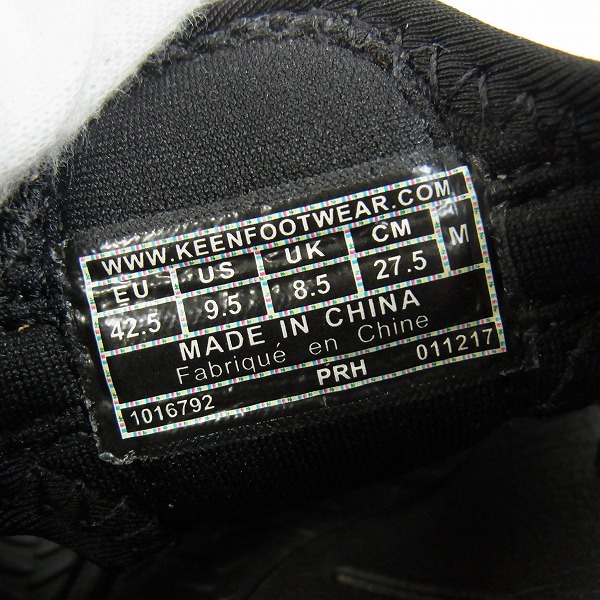 WWW.KEENFOOTWEAR.COM
EU US UK CM M
42.5 9.5 8.5 27.5
MADE IN CHINA
Fabriqué en Chine
1016792 PRH 011217